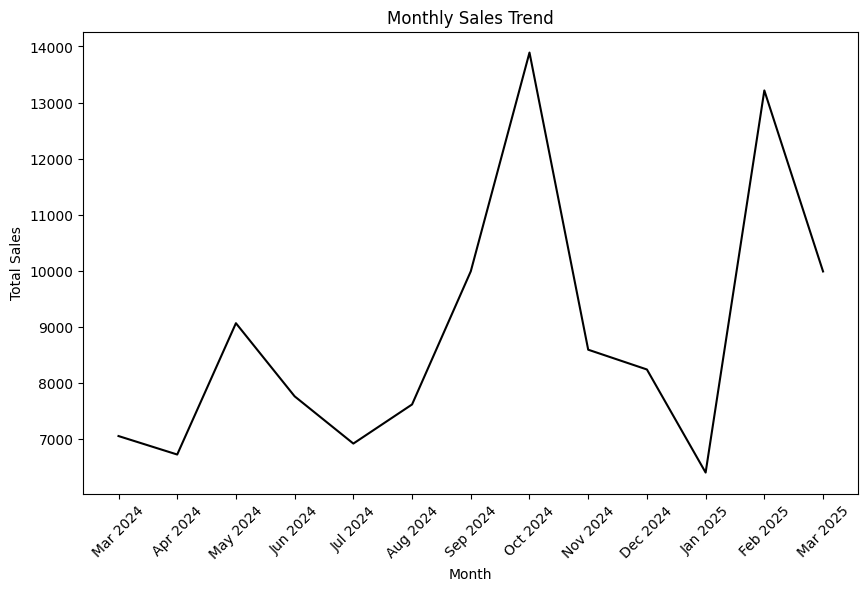 Monthly Sales Trend
Total Sales
14000
13000
12000
11000
10000
9000
8000
7000
Mar 2024
Apr 2024
May 2024
Jun 2024
Jul 2024
Aug 2024
Sep 2024
Oct 2024
Nov 2024
Dec 2024
Jan 2025
Feb 2025
Mar 2025
Month